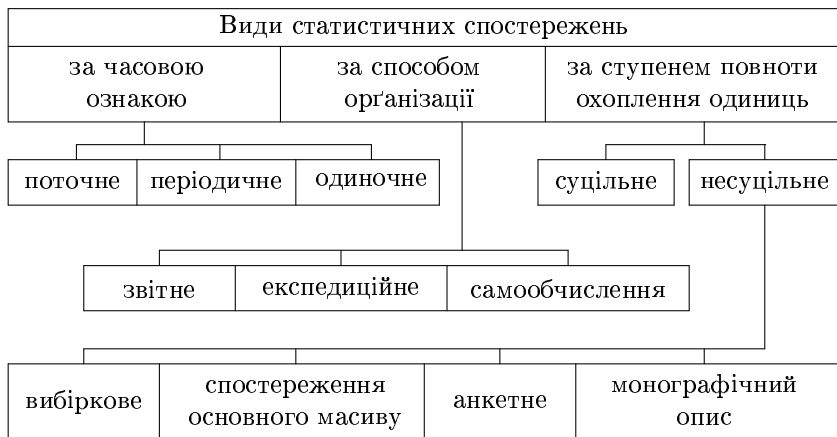 Види статистичних спостережень
за часовою
ознакою
за способом
орґанізації
за ступенем повноти
охоплення одиниць
поточне
періодичне
одиночне
суцільне
несуцільне
звітне
експедиційне
самообчислення
вибіркове
спостереження
основного масиву
анкетне
монографічний
опис